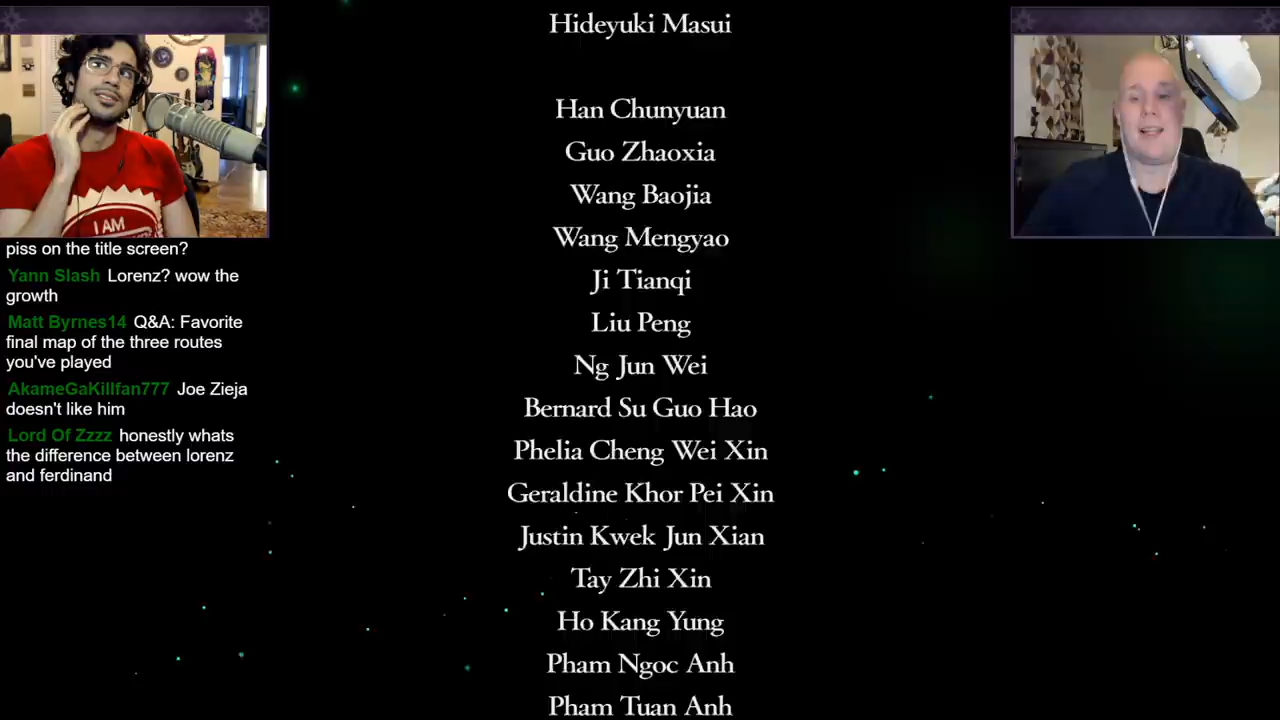 Hideyuki Masui
Han Chunyuan
Guo Zhaoxia
Wang Baojia
Wang Mengyao
Ji Tianqi
Liu Peng
Ng Jun Wei
Bernard Su Guo Hao
Phelia Cheng Wei Xin
Geraldine Khor Pei Xin
Justin Kwek Jun Xian
Tay Zhi Xin
Ho Kang Yung
Pham Ngoc Anh
Pham Tuan Anh
I AM
piss on the title screen?
Yann Slash Lorenz? wow the
growth
Matt Byrnes14 Q&A: Favorite
final map of the three routes
you've played
AkameGaKillfan777 Joe Zieja
doesn't like him
Lord Of Zzzz honestly whats
the difference between lorenz
and ferdinand